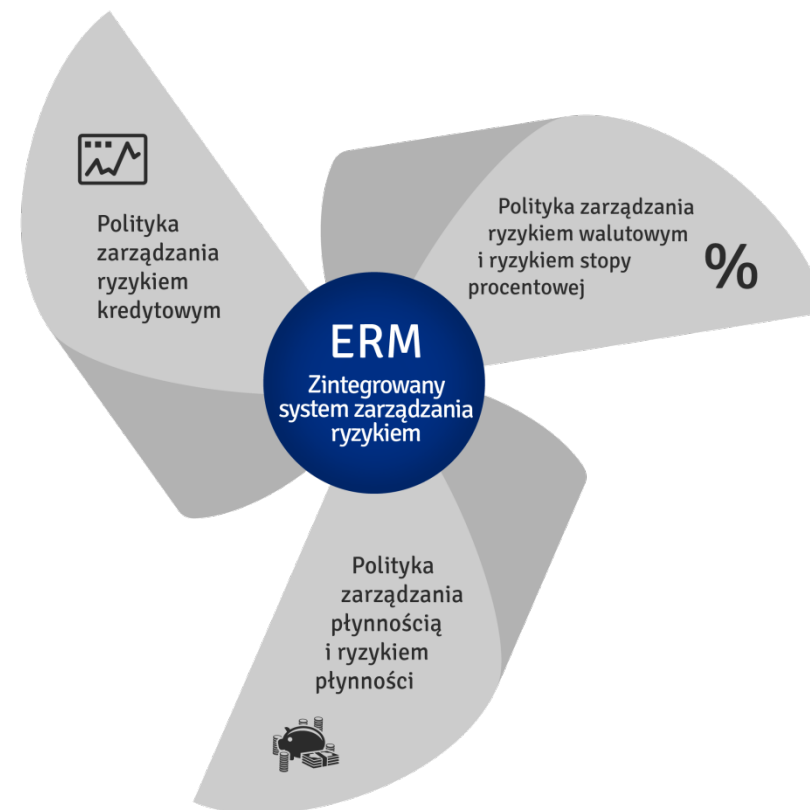 Polityka
zarządzania
ryzykiem
kredytowym
Polityka zarządzania
ryzykiem walutowym
i ryzykiem stopy
procentowej
%
ERM
Zintegrowany
system zarządzania
ryzykiem
Polityka
zarządzania
płynnością
i ryzykiem
płynności